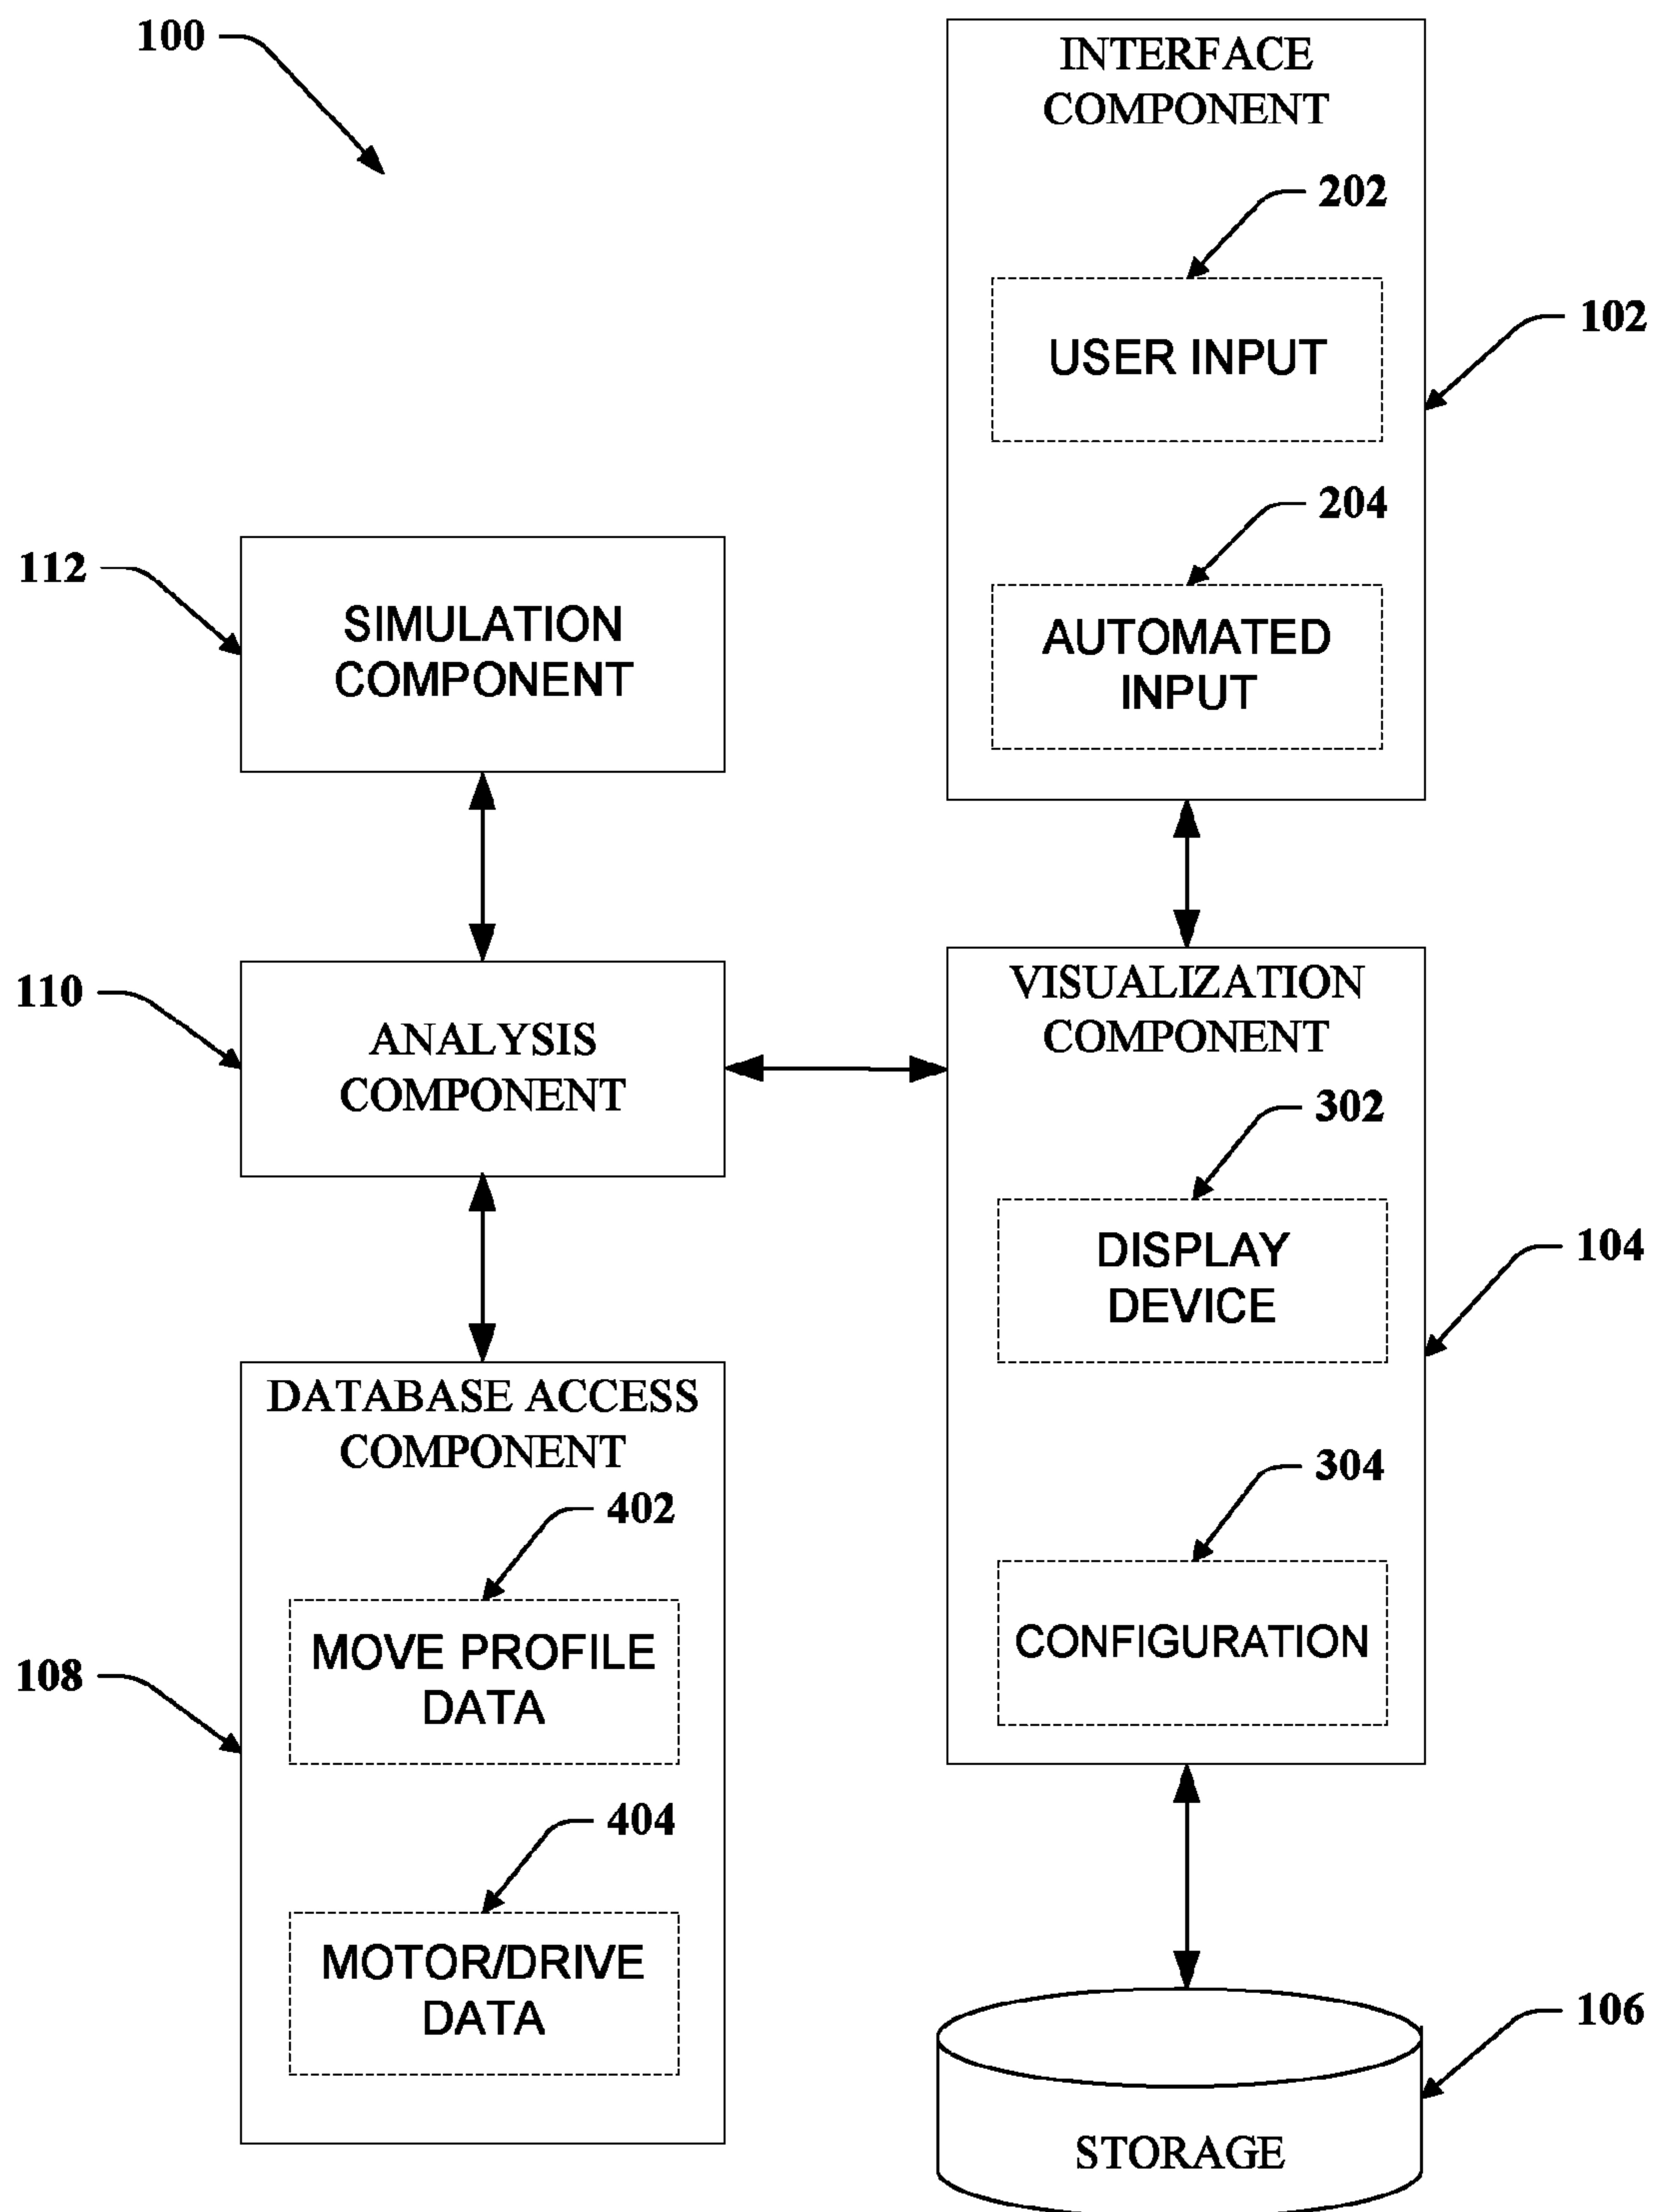 100
INTERFACE
COMPONENT
202
USER INPUT
102
204
AUTOMATED
INPUT
112
SIMULATION
COMPONENT
110
ANALYSIS
COMPONENT
VISUALIZATION
COMPONENT
302
DISPLAY
DEVICE
104
304
CONFIGURATION
DATABASE ACCESS
COMPONENT
402
MOVE PROFILE
DATA
108
404
MOTOR/DRIVE
DATA
106
STORAGE